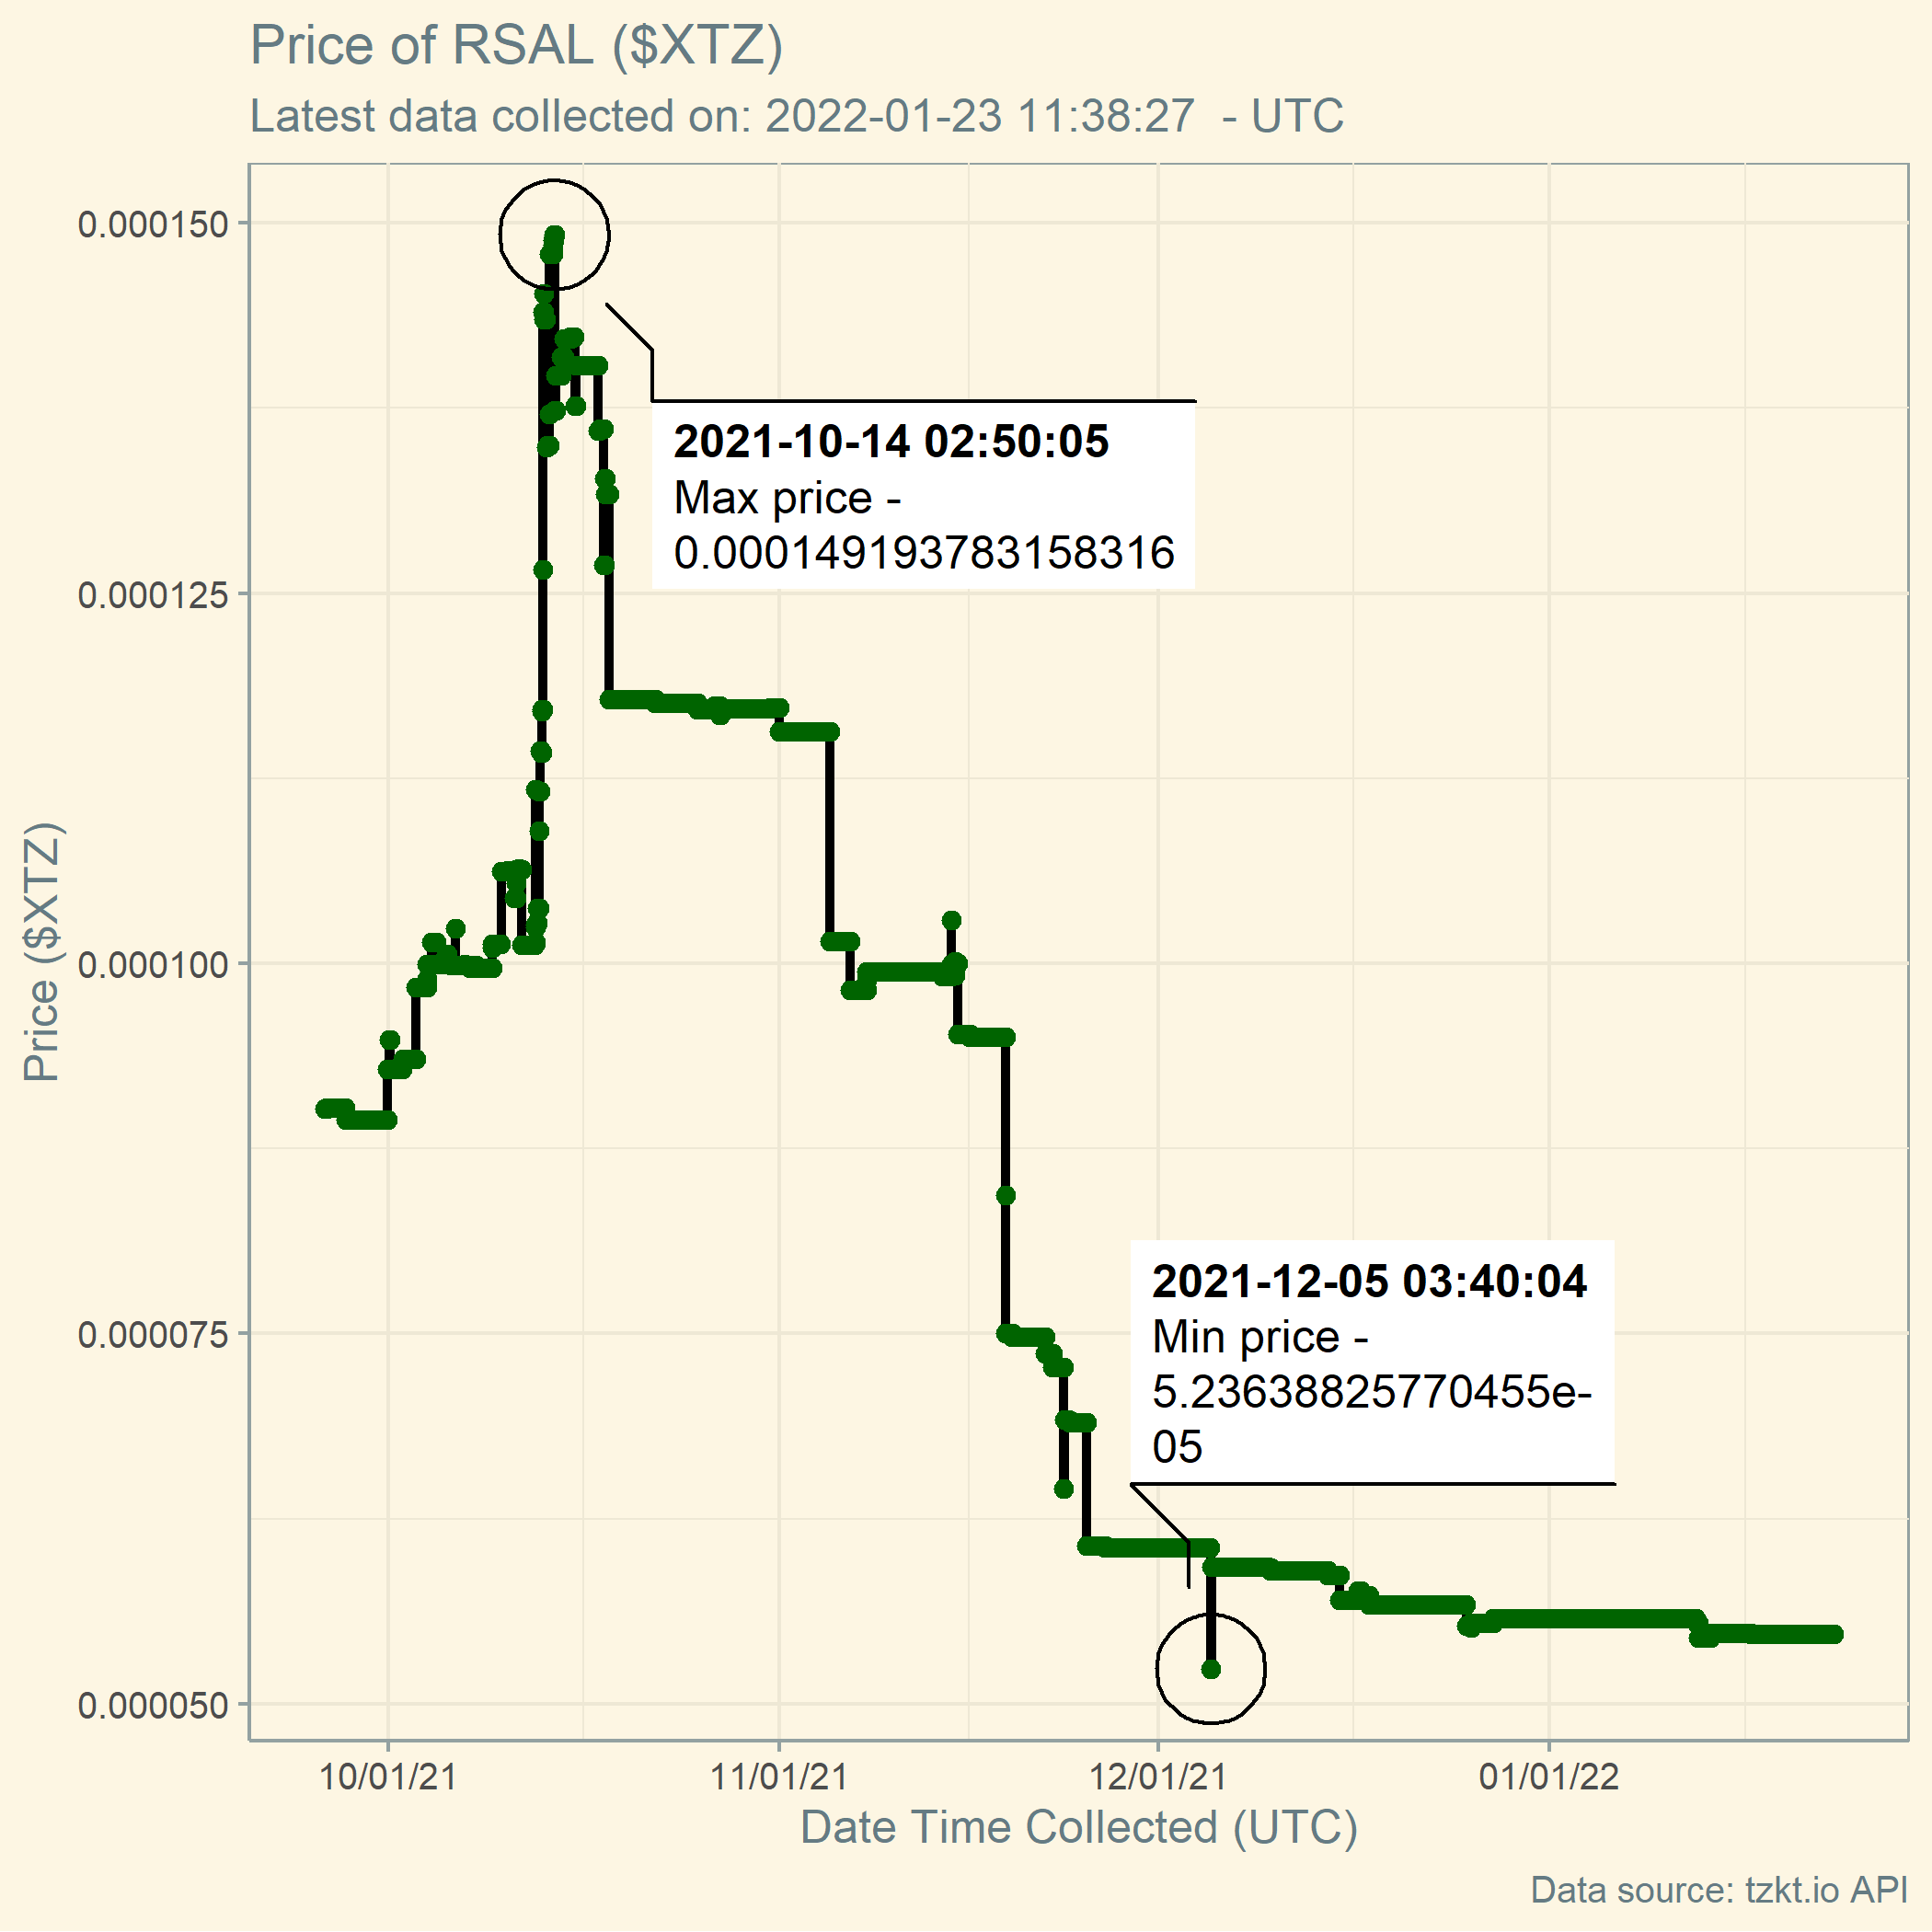 Price of RSAL ($XTZ)
Latest data collected on: 2022-01-23 11:38:27  - UTC
0.000150
0.000125
0.000100
0.000075
0.000050
Price ($XTZ)
2021-10-14 02:50:05
Max price -
0.000149193783158316
2021-12-05 03:40:04
Min price -
5.23638825770455e-
05
10/01/21
11/01/21
12/01/21
01/01/22
Date Time Collected (UTC)
Data source: tzkt.io API